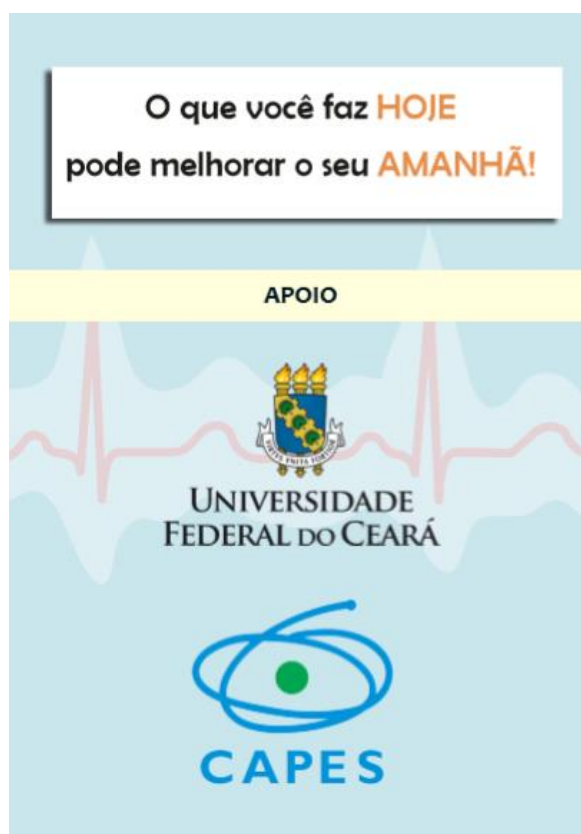 O que você faz HOJE
pode melhorar o seu AMANHÃ!
APOIO
VIRTUS UNITA FORTIOR
UNIVERSIDADE
FEDERAL DO CEARÁ
CAPES